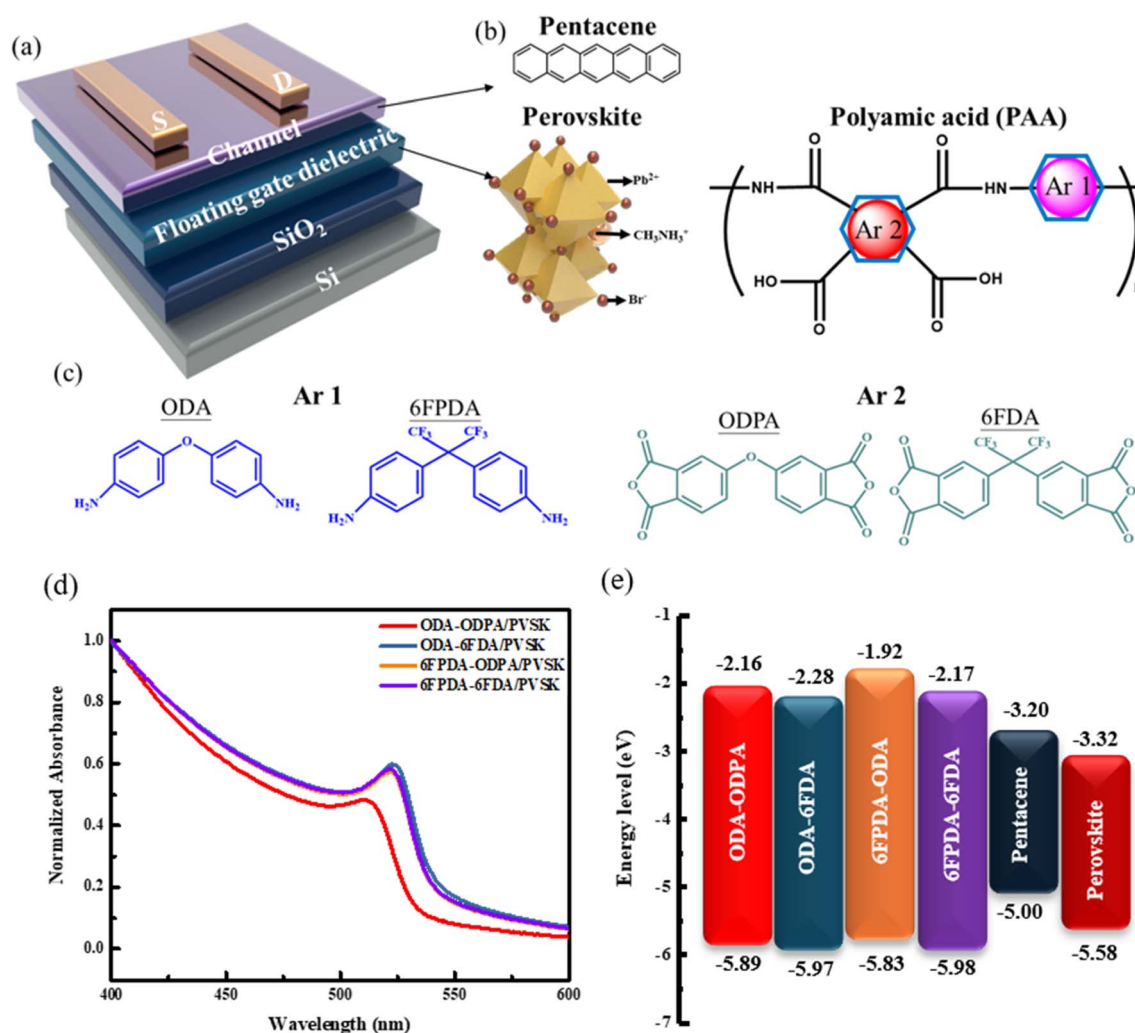 (a)
S
D
Channel
Floating gate dielectric
SiO₂
Si
(b)
Pentacene
Perovskite
Pb²⁺
CH₃NH₃⁺
Br⁻
Polyamic acid (PAA)
O
O
NH
HN
Ar 1
Ar 2
HO
OH
O
O
(c)
Ar 1
ODA
O
H₂N
NH₂
6FPDA
CF₃
CF₃
H₂N
NH₂
Ar 2
ODPA
O
O
O
O
O
O
O
6FDA
O
CF₃
CF₃
O
O
O
O
O
(d)
ODA-ODPA/PVSK
ODA-6FDA/PVSK
6FPDA-ODPA/PVSK
6FPDA-6FDA/PVSK
Normalized Absorbance
1.0
0.8
0.6
0.4
0.2
0.0
400
450
500
550
600
Wavelength (nm)
(e)
Energy level (eV)
-1
-2
-3
-4
-5
-6
-7
-2.16
ODA-ODPA
-5.89
-2.28
ODA-6FDA
-5.97
-1.92
6FPDA-ODA
-5.83
-2.17
6FPDA-6FDA
-5.98
-3.20
Pentacene
-5.00
-3.32
Perovskite
-5.58